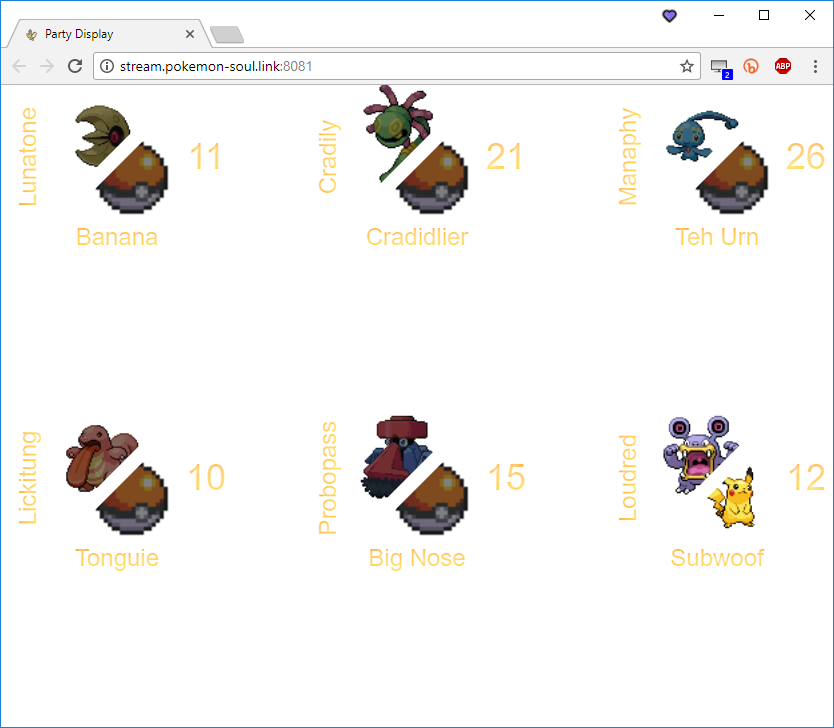 Party Display
stream.pokemon-soul.link:8081
2
ABP
Lunatone
11
Banana
Cradily
21
Cradidlier
Manaphy
26
Teh Urn
Lickitung
10
Tonguie
Probopass
15
Big Nose
Loudred
12
Subwoof